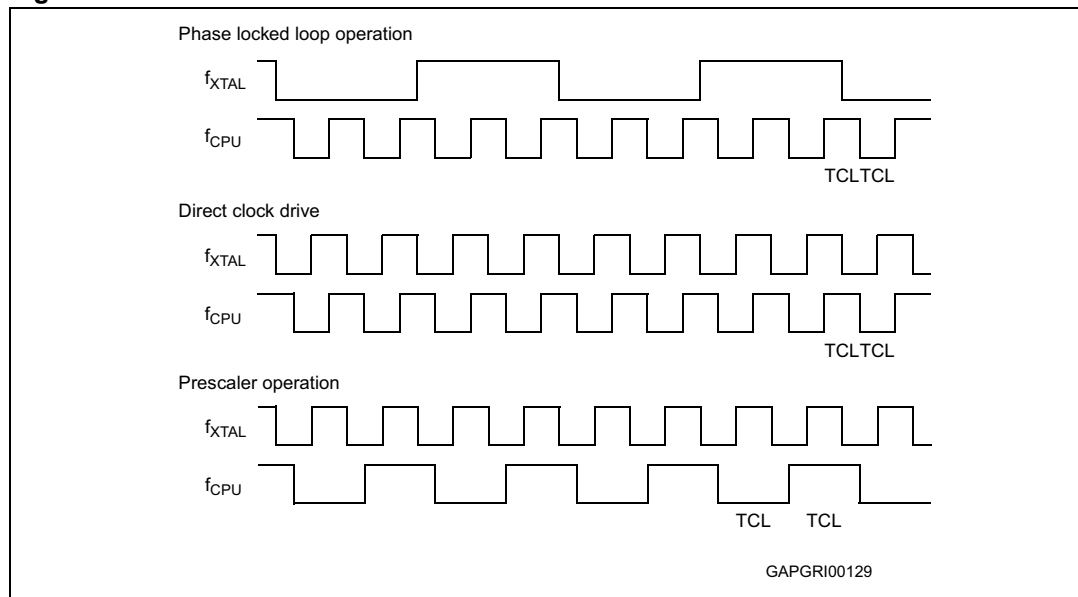 Phase locked loop operation
fXTAL
fCPU
TCLTCL
Direct clock drive
fXTAL
fCPU
TCLTCL
Prescaler operation
fXTAL
fCPU
TCL TCL
GAPGRI00129